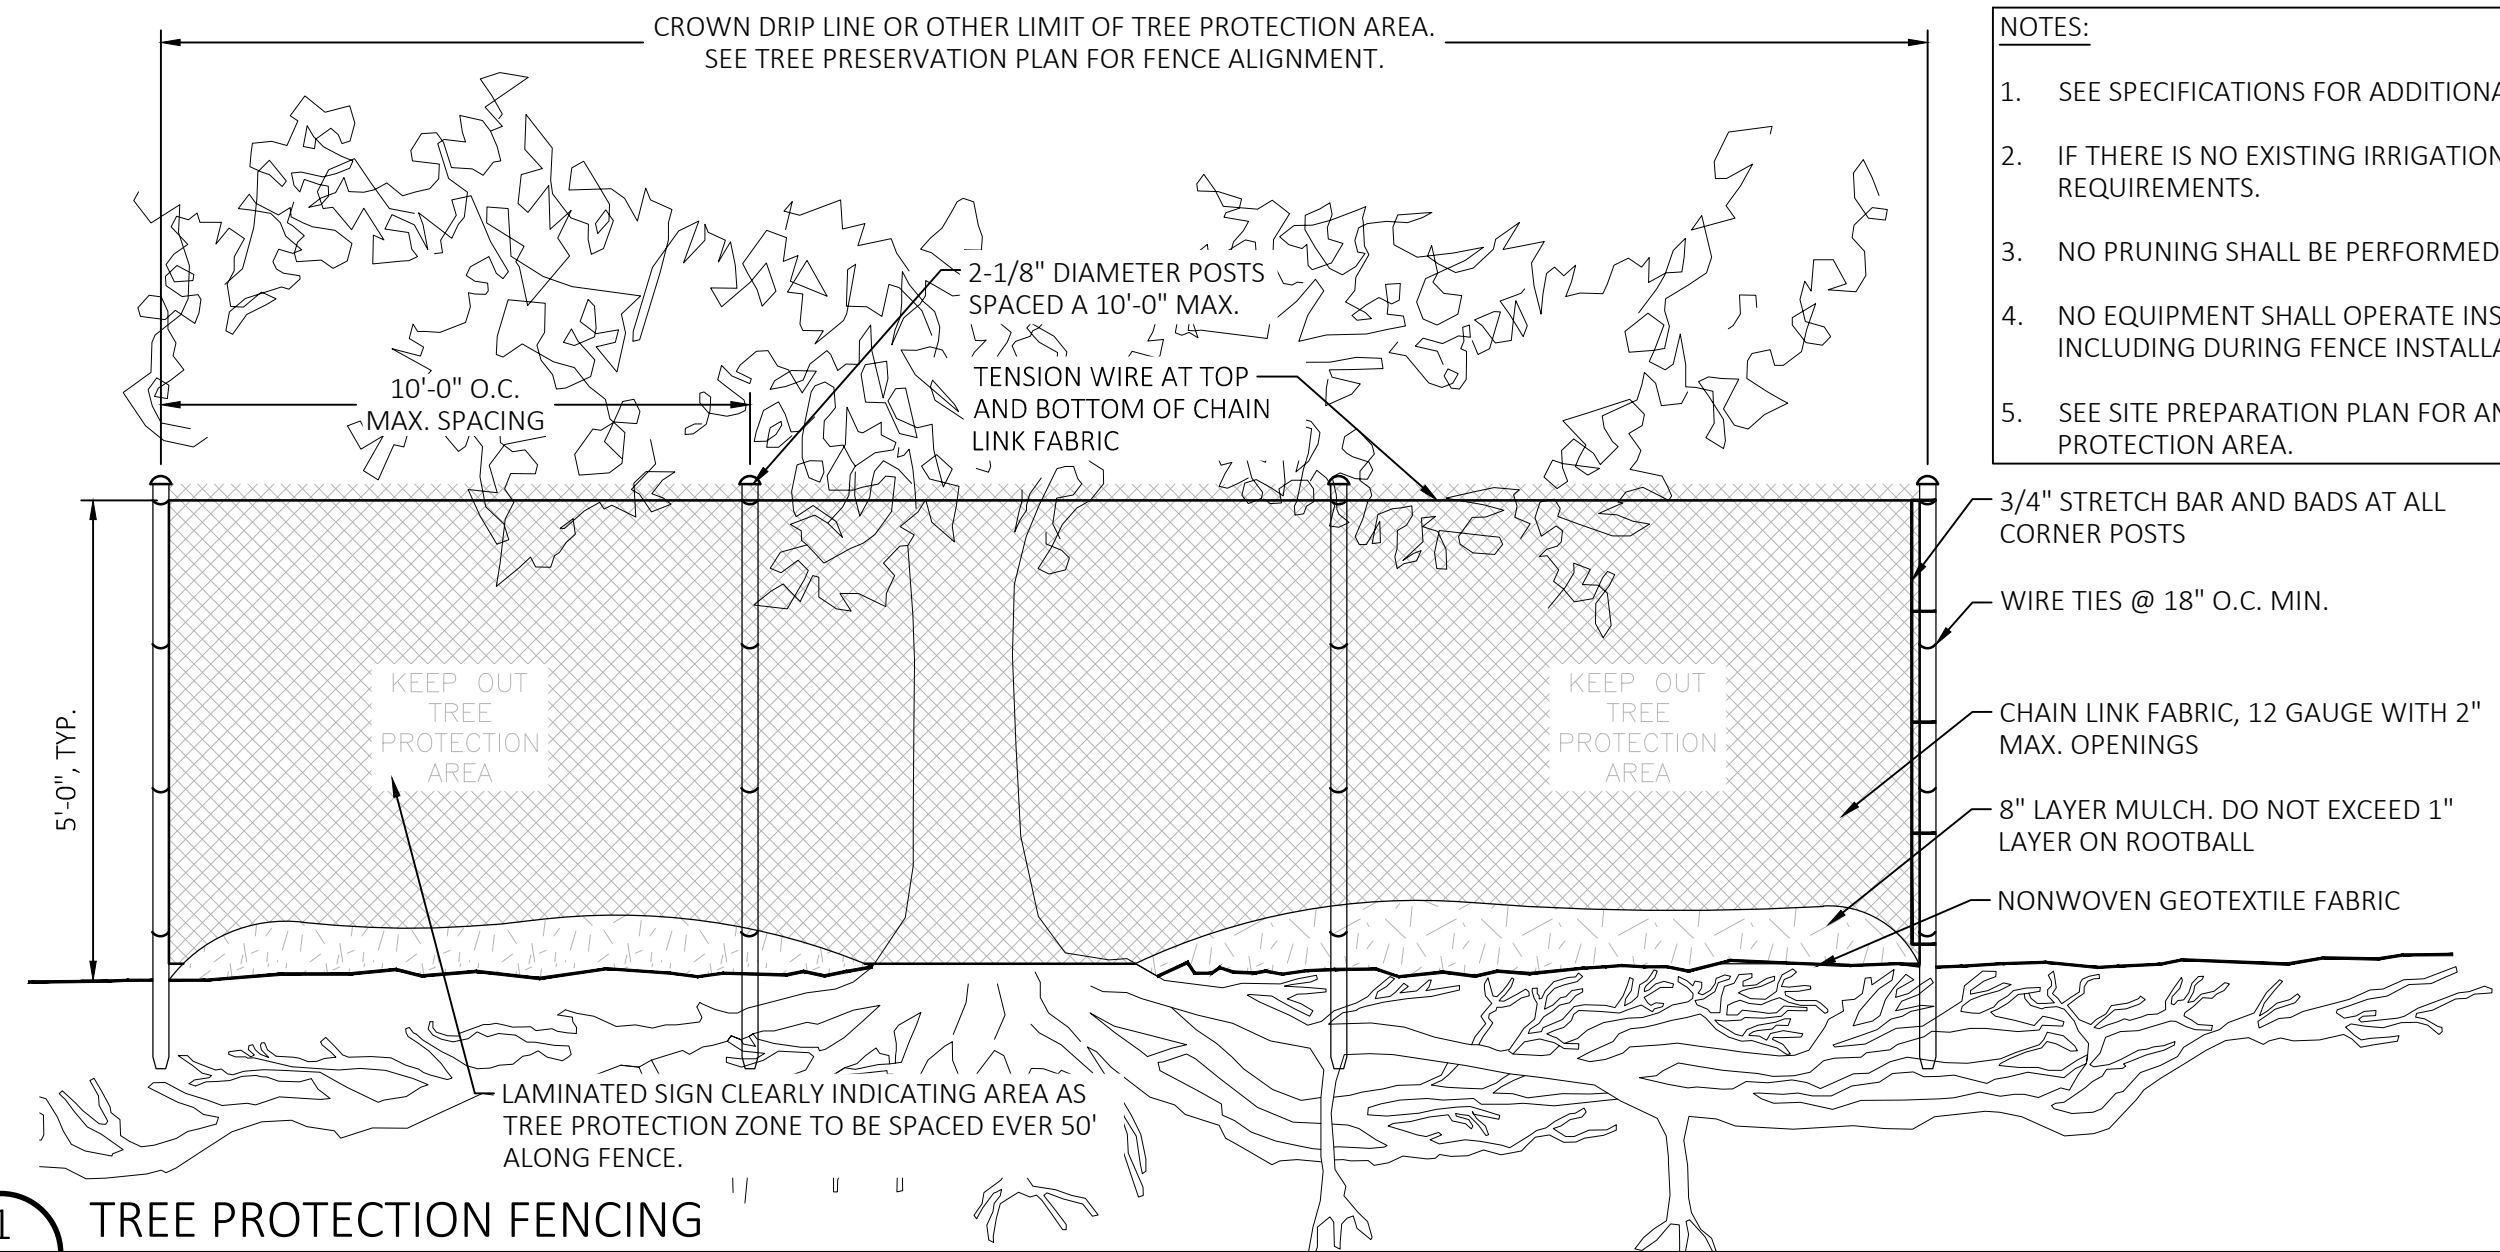 CROWN DRIP LINE OR OTHER LIMIT OF TREE PROTECTION AREA.
SEE TREE PRESERVATION PLAN FOR FENCE ALIGNMENT.
NOTES:
1. SEE SPECIFICATIONS FOR ADDITIONA
2. IF THERE IS NO EXISTING IRRIGATION
REQUIREMENTS.
3. NO PRUNING SHALL BE PERFORMED
4. NO EQUIPMENT SHALL OPERATE INS
INCLUDING DURING FENCE INSTALLA
5. SEE SITE PREPARATION PLAN FOR AN
PROTECTION AREA.
2-1/8" DIAMETER POSTS
SPACED A 10'-0" MAX.
TENSION WIRE AT TOP
AND BOTTOM OF CHAIN
LINK FABRIC
10'-0" O.C.
MAX. SPACING
3/4" STRETCH BAR AND BADS AT ALL
CORNER POSTS
WIRE TIES @ 18" O.C. MIN.
CHAIN LINK FABRIC, 12 GAUGE WITH 2"
MAX. OPENINGS
8" LAYER MULCH. DO NOT EXCEED 1"
LAYER ON ROOTBALL
NONWOVEN GEOTEXTILE FABRIC
5'-0", TYP.
KEEP OUT
TREE
PROTECTION
AREA
KEEP OUT
TREE
PROTECTION
AREA
LAMINATED SIGN CLEARLY INDICATING AREA AS
TREE PROTECTION ZONE TO BE SPACED EVER 50'
ALONG FENCE.
1 TREE PROTECTION FENCING